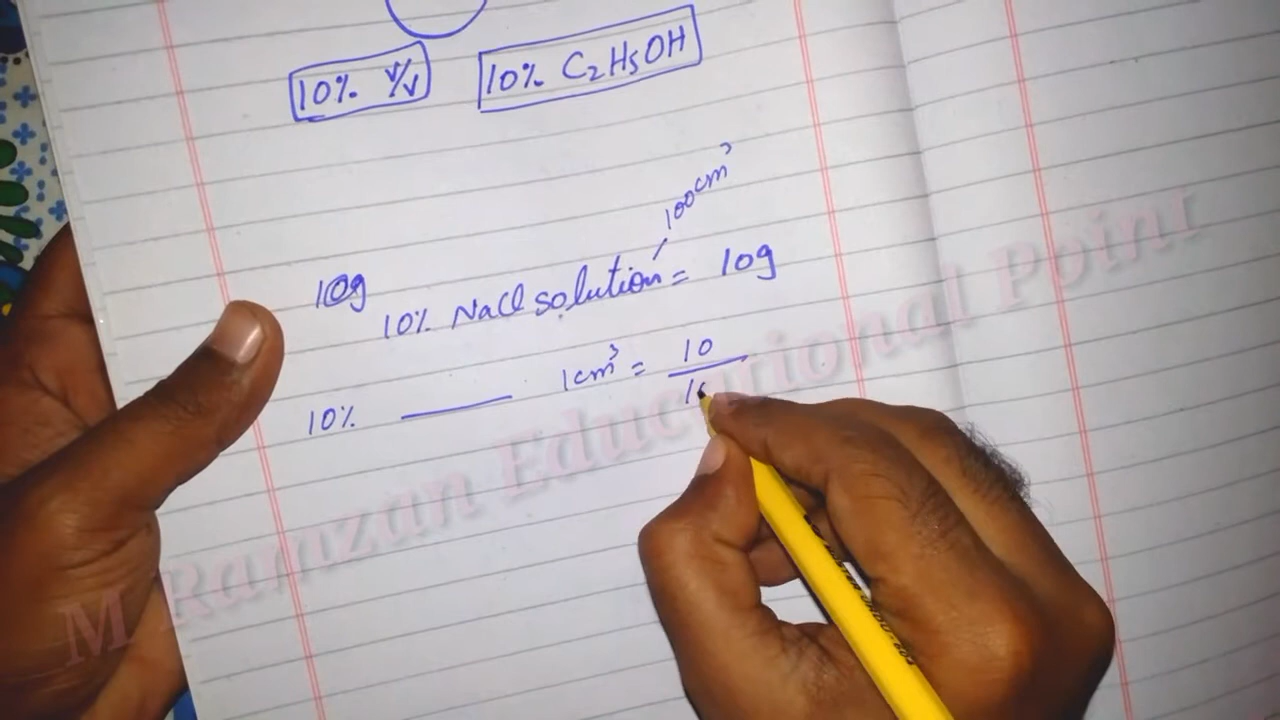 10% v/v 10% C₂H₅OH
100cm³
10g 10% NaCl solution = 10g
1cm³ = 10
10%
M Ramzan Educational Point